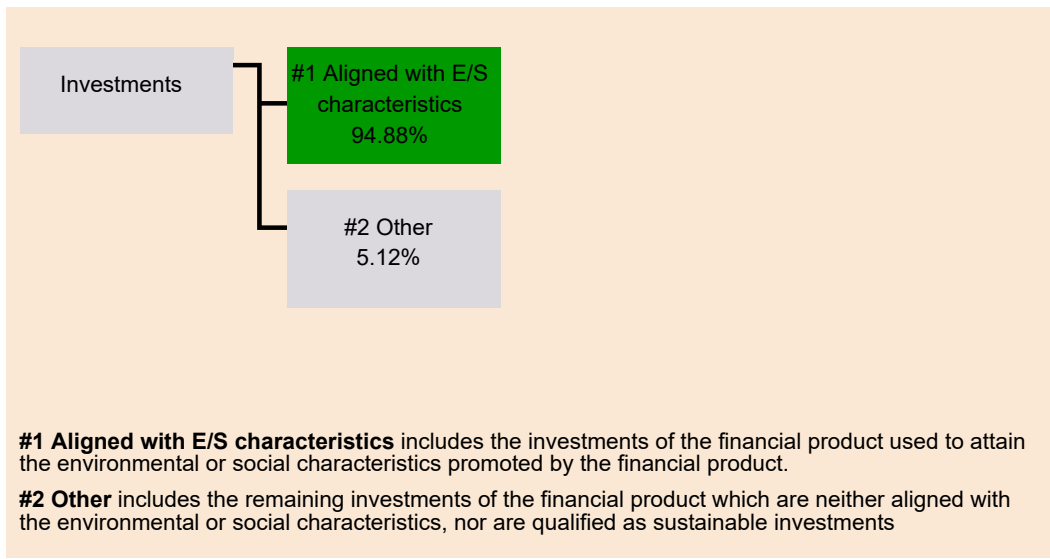 Investments
#1 Aligned with E/S
characteristics
94.88%
#2 Other
5.12%
#1 Aligned with E/S characteristics includes the investments of the financial product used to attain
the environmental or social characteristics promoted by the financial product.
#2 Other includes the remaining investments of the financial product which are neither aligned with
the environmental or social characteristics, nor are qualified as sustainable investments